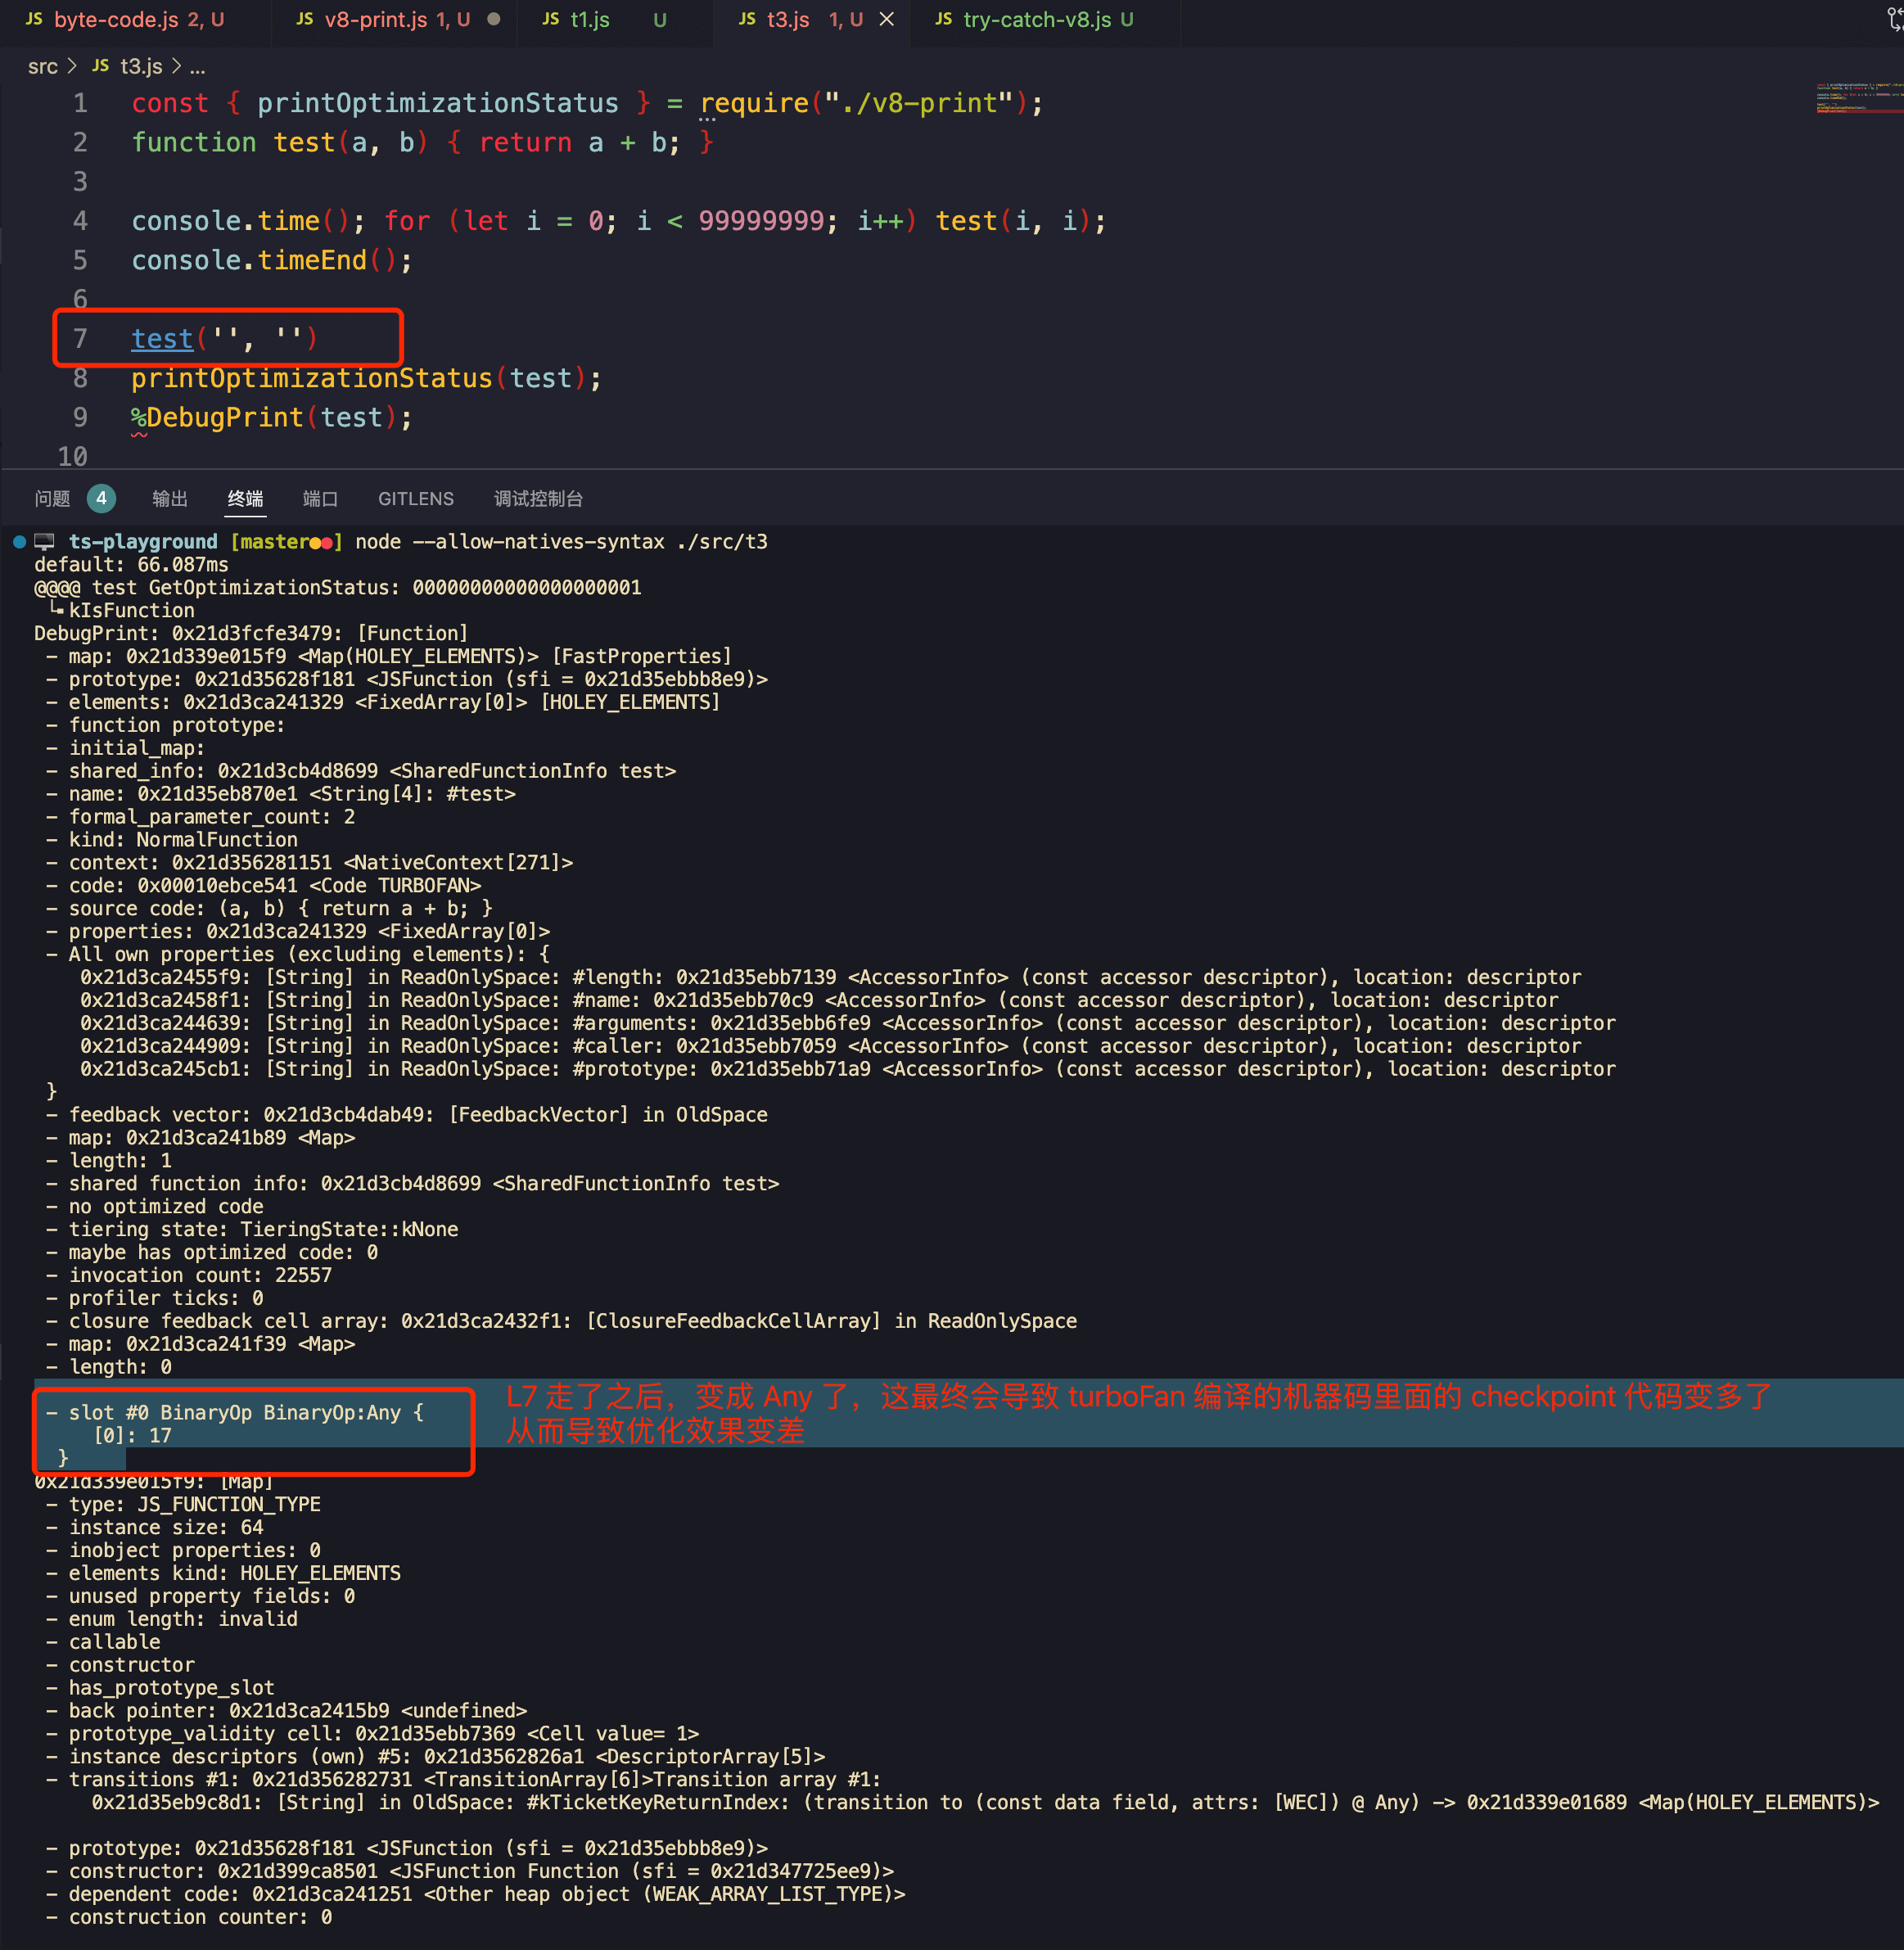 JS byte-code.js 2, U
JS v8-print.js 1, U
JS t1.js U
JS t3.js 1, U
JS try-catch-v8.js U
src > JS t3.js > ...
1 const { printOptimizationStatus } = require("./v8-print");
2 function test(a, b) { return a + b; }
3
4 console.time(); for (let i = 0; i < 99999999; i++) test(i, i);
5 console.timeEnd();
6
7 test('', '')
8 printOptimizationStatus(test);
9 %DebugPrint(test);
10
问题 4 输出 终端 端口 GITLENS 调试控制台
ts-playground [master] node --allow-natives-syntax ./src/t3
default: 66.087ms
@@@@ test GetOptimizationStatus: 00000000000000000001
kIsFunction
DebugPrint: 0x21d3fcfe3479: [Function]
- map: 0x21d339e015f9 <Map(HOLEY_ELEMENTS)> [FastProperties]
- prototype: 0x21d35628f181 <JSFunction (sfi = 0x21d35ebbb8e9)>
- elements: 0x21d3ca241329 <FixedArray[0]> [HOLEY_ELEMENTS]
- function prototype:
- initial_map:
- shared_info: 0x21d3cb4d8699 <SharedFunctionInfo test>
- name: 0x21d35eb870e1 <String[4]: #test>
- formal_parameter_count: 2
- kind: NormalFunction
- context: 0x21d356281151 <NativeContext[271]>
- code: 0x00010ebce541 <Code TURBOFAN>
- source code: (a, b) { return a + b; }
- properties: 0x21d3ca241329 <FixedArray[0]>
- All own properties (excluding elements): {
0x21d3ca2455f9: [String] in ReadOnlySpace: #length: 0x21d35ebb7139 <AccessorInfo> (const accessor descriptor), location: descriptor
0x21d3ca2458f1: [String] in ReadOnlySpace: #name: 0x21d35ebb70c9 <AccessorInfo> (const accessor descriptor), location: descriptor
0x21d3ca244639: [String] in ReadOnlySpace: #arguments: 0x21d35ebb6fe9 <AccessorInfo> (const accessor descriptor), location: descriptor
0x21d3ca244909: [String] in ReadOnlySpace: #caller: 0x21d35ebb7059 <AccessorInfo> (const accessor descriptor), location: descriptor
0x21d3ca245cb1: [String] in ReadOnlySpace: #prototype: 0x21d35ebb71a9 <AccessorInfo> (const accessor descriptor), location: descriptor
}
- feedback vector: 0x21d3cb4dab49: [FeedbackVector] in OldSpace
- map: 0x21d3ca241b89 <Map>
- length: 1
- shared function info: 0x21d3cb4d8699 <SharedFunctionInfo test>
- no optimized code
- tiering state: TieringState::kNone
- maybe has optimized code: 0
- invocation count: 22557
- profiler ticks: 0
- closure feedback cell array: 0x21d3ca2432f1: [ClosureFeedbackCellArray] in ReadOnlySpace
- map: 0x21d3ca241f39 <Map>
- length: 0
L7 走了之后，变成 Any 了，这最终会导致 turboFan 编译的机器码里面的 checkpoint 代码变多了
从而导致优化效果变差
- slot #0 BinaryOp BinaryOp:Any {
[0]: 17
}
0x21d339e015f9: [Map]
- type: JS_FUNCTION_TYPE
- instance size: 64
- inobject properties: 0
- elements kind: HOLEY_ELEMENTS
- unused property fields: 0
- enum length: invalid
- callable
- constructor
- has_prototype_slot
- back pointer: 0x21d3ca2415b9 <undefined>
- prototype_validity cell: 0x21d35ebb7369 <Cell value= 1>
- instance descriptors (own) #5: 0x21d3562826a1 <DescriptorArray[5]>
- transitions #1: 0x21d356282731 <TransitionArray[6]>Transition array #1:
0x21d35eb9c8d1: [String] in OldSpace: #kTicketKeyReturnIndex: (transition to (const data field, attrs: [WEC]) @ Any) -> 0x21d339e01689 <Map(HOLEY_ELEMENTS)>
- prototype: 0x21d35628f181 <JSFunction (sfi = 0x21d35ebbb8e9)>
- constructor: 0x21d399ca8501 <JSFunction Function (sfi = 0x21d347725ee9)>
- dependent code: 0x21d3ca241251 <Other heap object (WEAK_ARRAY_LIST_TYPE)>
- construction counter: 0